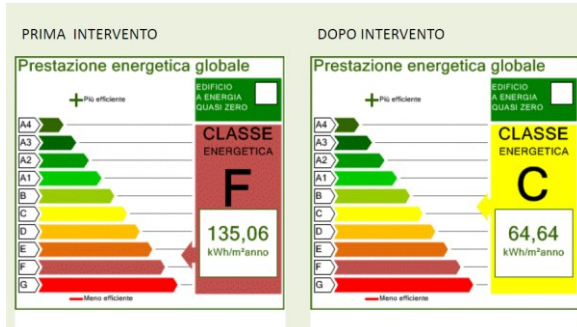 PRIMA INTERVENTO
Prestazione energetica globale
Più efficiente
EDIFICIO
A ENERGIA
QUASI ZERO
A4
A3
A2
A1
B
C
D
E
F
G
CLASSE
ENERGETICA
F
135,06
kWh/m²anno
Meno efficiente
DOPO INTERVENTO
Prestazione energetica globale
Più efficiente
EDIFICIO
A ENERGIA
QUASI ZERO
A4
A3
A2
A1
B
C
D
E
F
G
CLASSE
ENERGETICA
C
64,64
kWh/m²anno
Meno efficiente